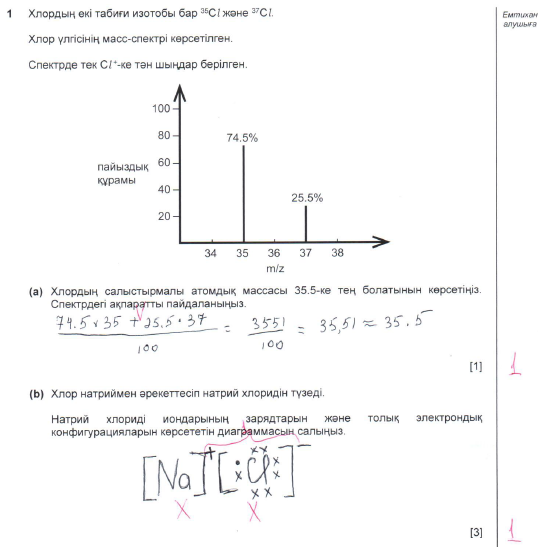 1 Хлордың екі табиғи изотобы бар ³⁵Cl және ³⁷Cl.
Емтихан
алушыға
Хлор үлгісінің масс-спектрі көрсетілген.
Спектрде тек Cl⁺-ке тән шыңдар берілген.
100
80
60
40
20
пайыздық
құрамы
74.5%
25.5%
34 35 36 37 38
m/z
(a) Хлордың салыстырмалы атомдық массасы 35.5-ке тең болатынын көрсетіңіз.
Спектрдегі ақпаратты пайдаланыңыз.
74.5 × 35 + 25.5 · 37 / 100 = 3551 / 100 = 35,51 ≈ 35.5
[1] 1
(b) Хлор натриймен әрекеттесіп натрий хлоридін түзеді.
Натрий хлориді иондарының зарядтарын және толық электрондық
конфигурацияларын көрсететін диаграммасын салыңыз.
[Na]⁺ [Cl]⁻
[3] 1